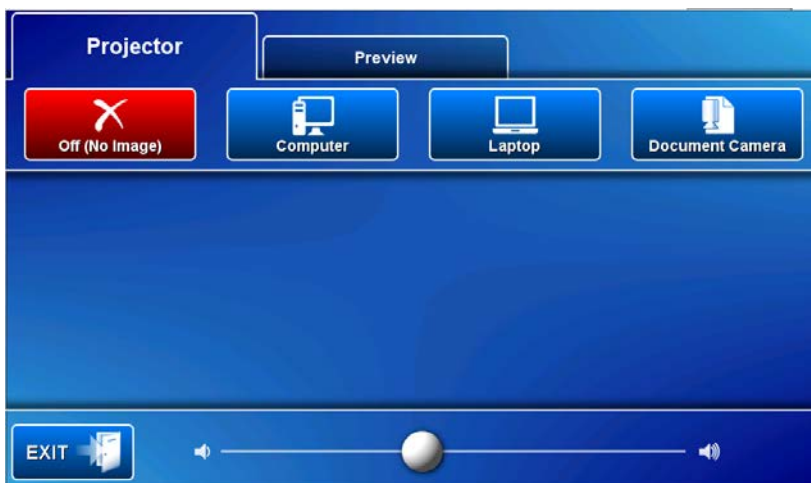 Projector
Preview
Off (No Image)
Computer
Laptop
Document Camera
EXIT